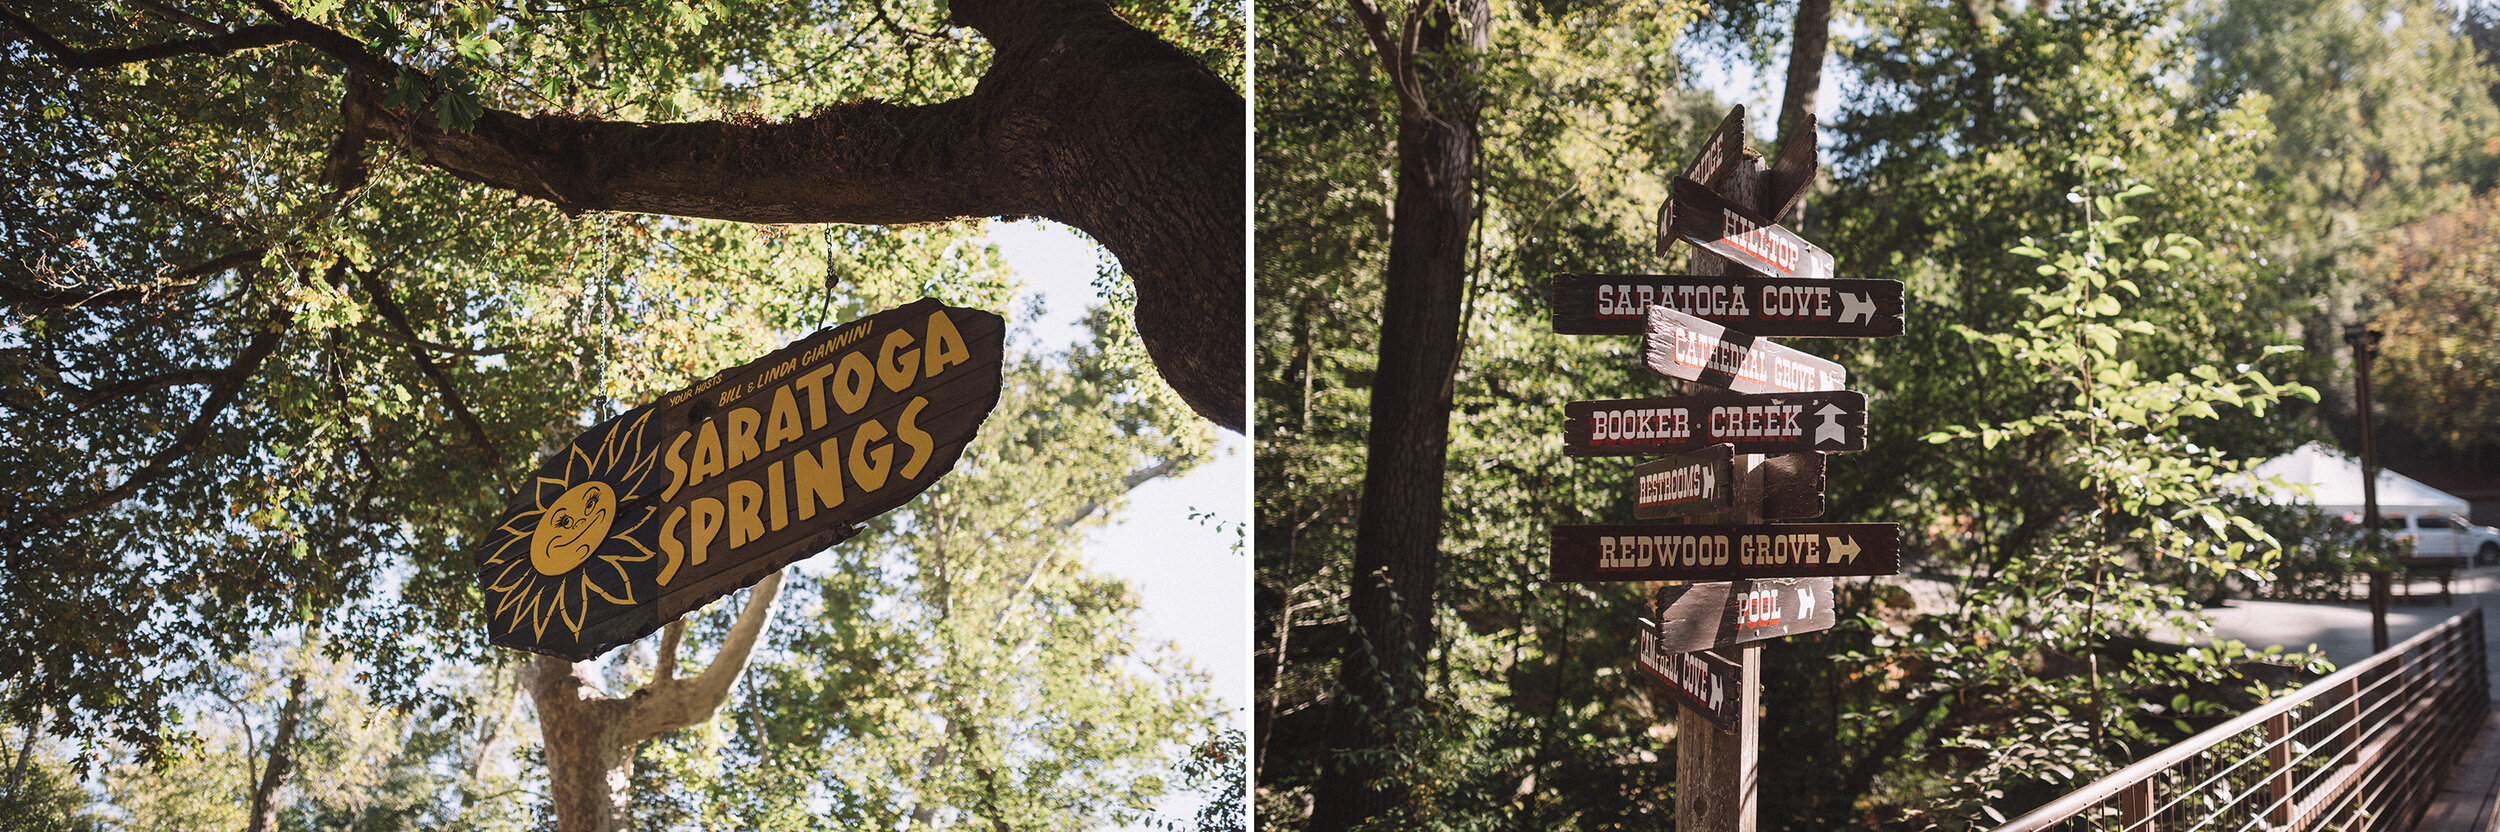 YOUR HOSTS
BILL & LINDA GIANNINI
SARATOGA
SPRINGS
HILLTOP
SARATOGA COVE
CATHEDRAL GROVE
BOOKER · CREEK
RESTROOMS
REDWOOD GROVE
POOL
CAMPBELL COVE